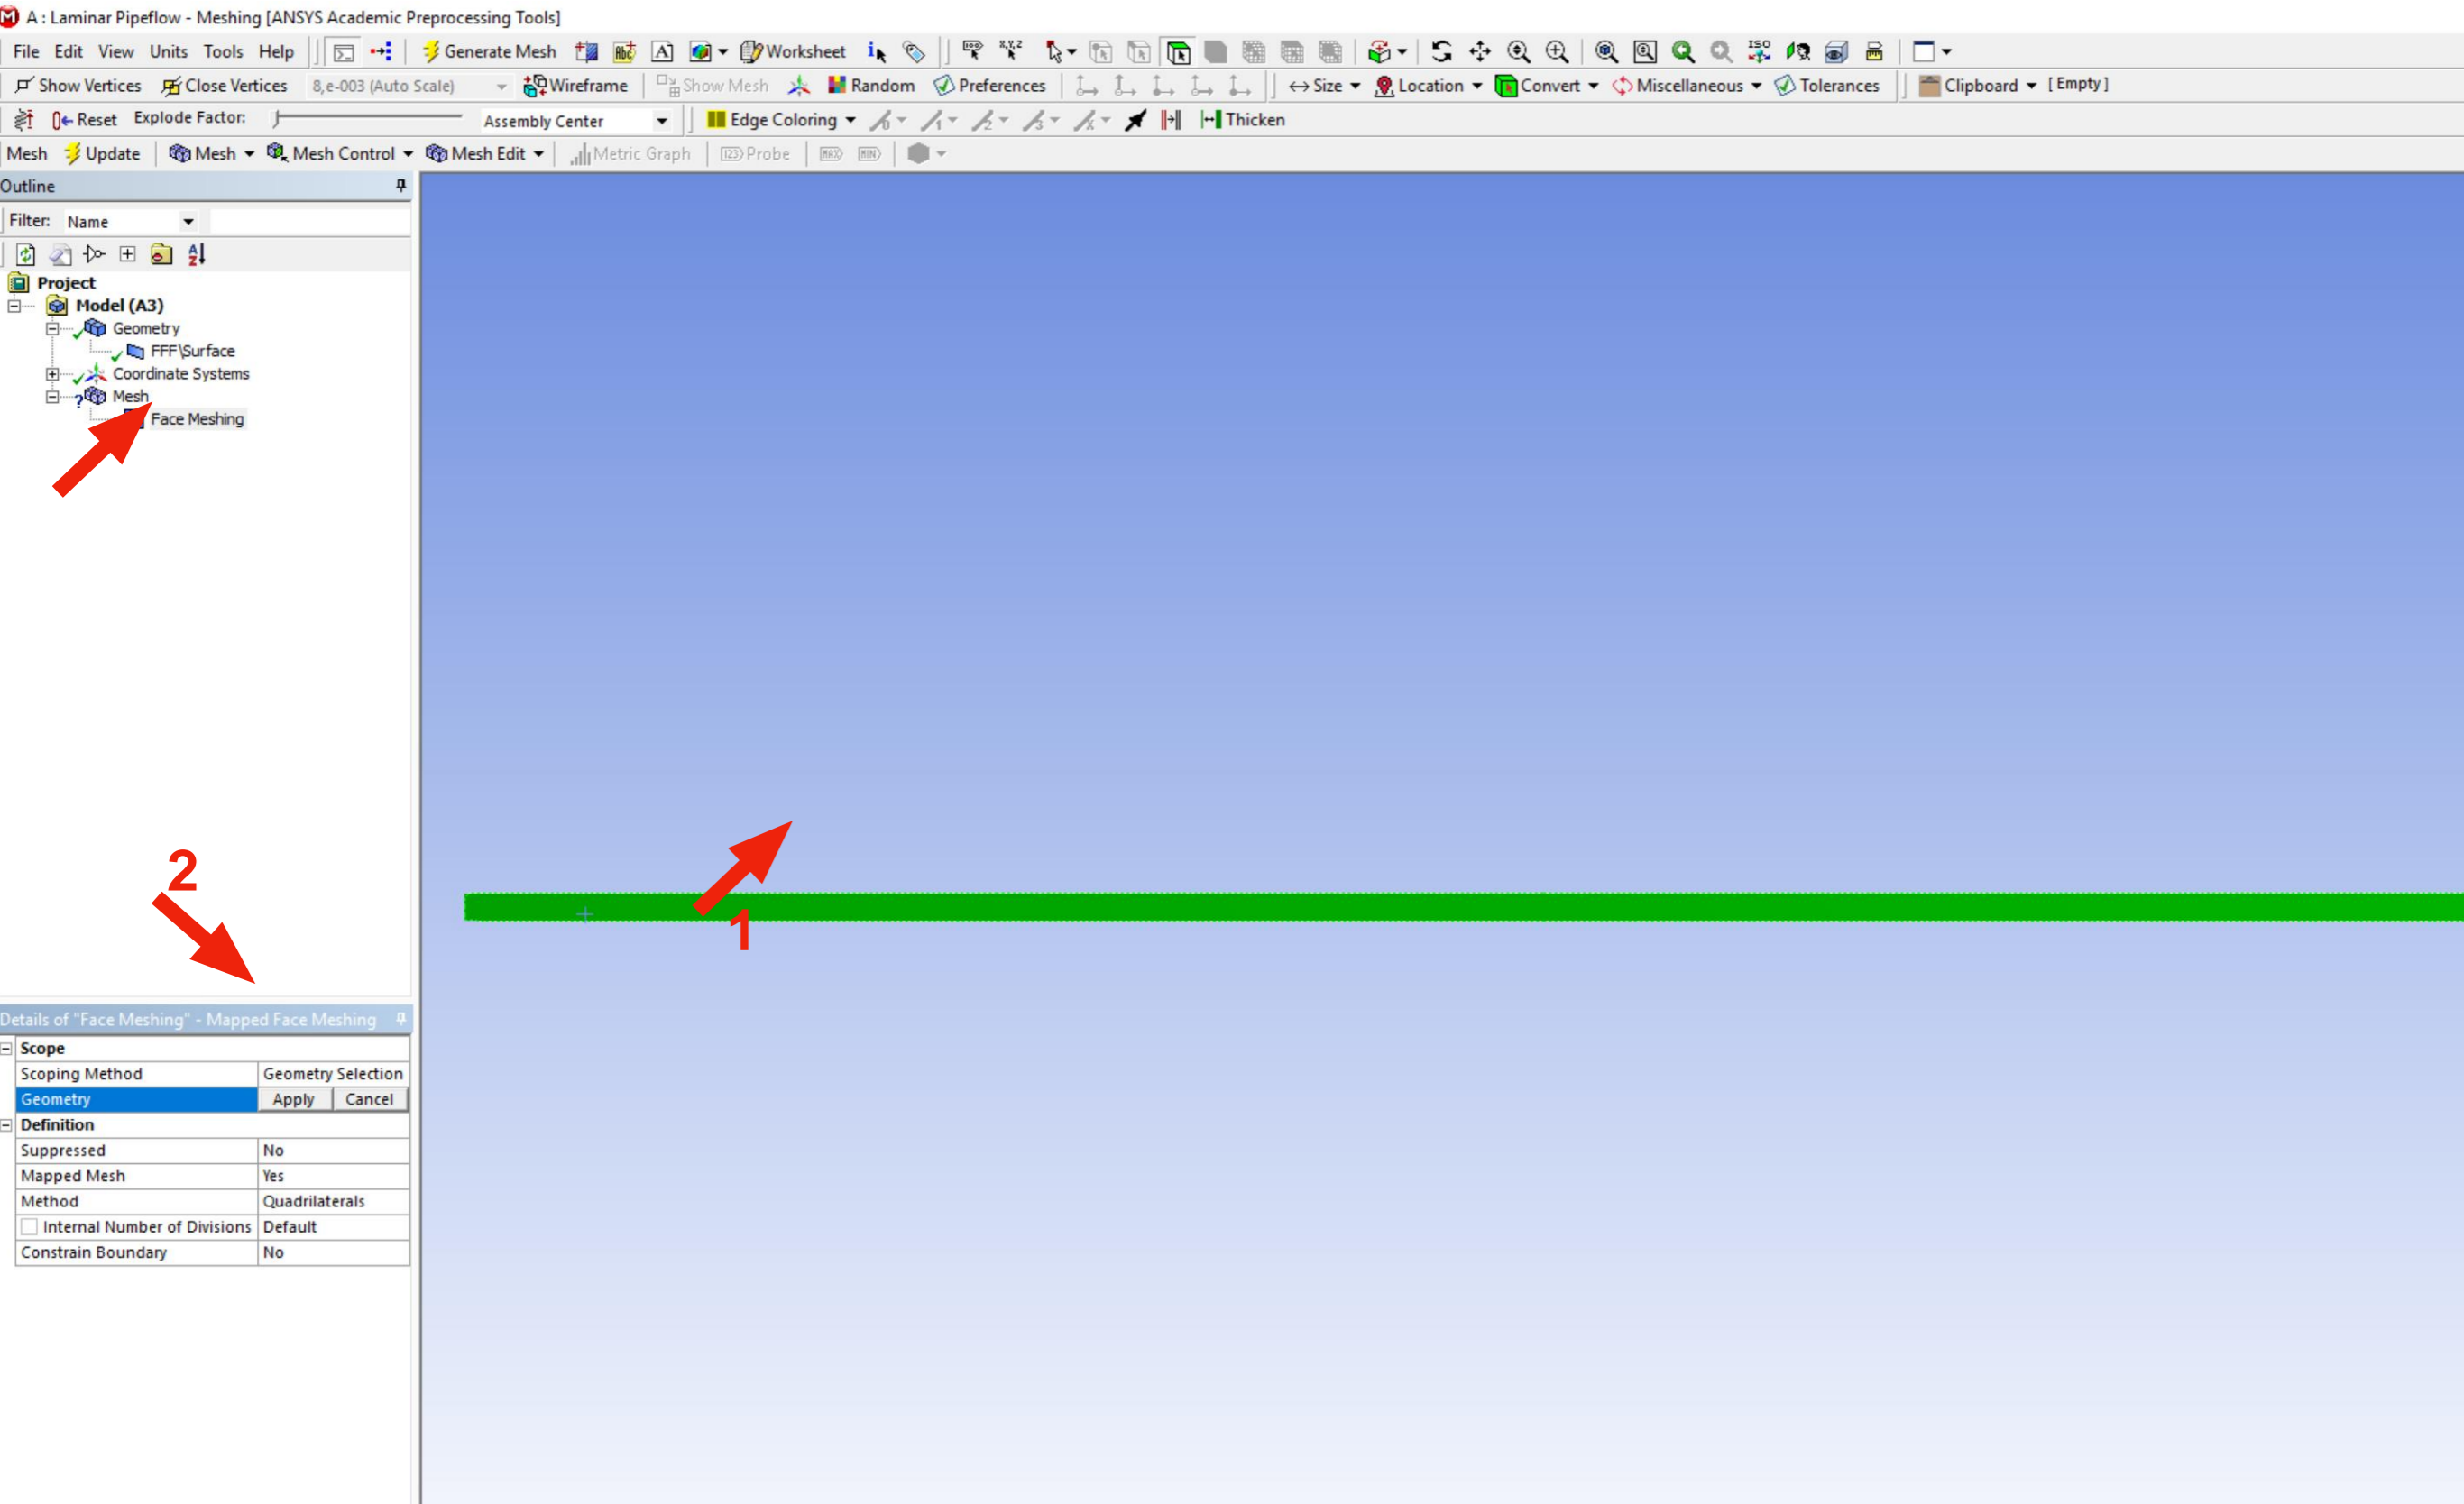 A : Laminar Pipeflow - Meshing [ANSYS Academic Preprocessing Tools]
File Edit View Units Tools Help Generate Mesh Worksheet
Show Vertices Close Vertices 8,e-003 (Auto Scale) Wireframe Show Mesh Random Preferences Size Location Convert Miscellaneous Tolerances Clipboard [ Empty ]
Reset Explode Factor: Assembly Center Edge Coloring Thicken
Mesh Update Mesh Mesh Control Mesh Edit Metric Graph Probe MAX MIN
Outline
Filter: Name
Project
Model (A3)
Geometry
FFF\Surface
Coordinate Systems
Mesh
Face Meshing
2
1
Details of "Face Meshing" - Mapped Face Meshing
Scope
Scoping Method Geometry Selection
Geometry Apply Cancel
Definition
Suppressed No
Mapped Mesh Yes
Method Quadrilaterals
Internal Number of Divisions Default
Constrain Boundary No